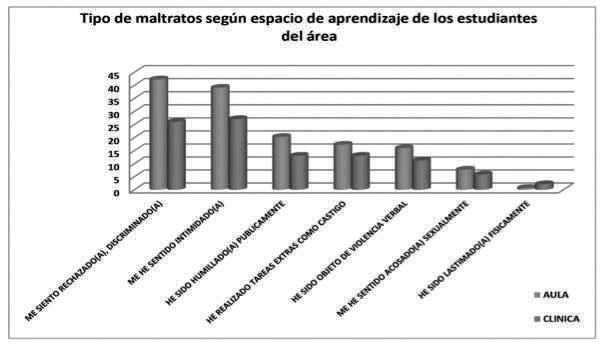 Tipo de maltratos según espacio de aprendizaje de los estudiantes
del área
45
40
35
30
25
20
15
10
5
0
ME SIENTO RECHAZADO(A), DISCRIMINADO(A)
ME HE SENTIDO INTIMIDADO(A)
HE SIDO HUMILLADO(A) PUBLICAMENTE
HE REALIZADO TAREAS EXTRAS COMO CASTIGO
HE SIDO OBJETO DE VIOLENCIA VERBAL
ME HE SENTIDO ACOSADO(A) SEXUALMENTE
HE SIDO LASTIMADO(A) FISICAMENTE
AULA
CLINICA